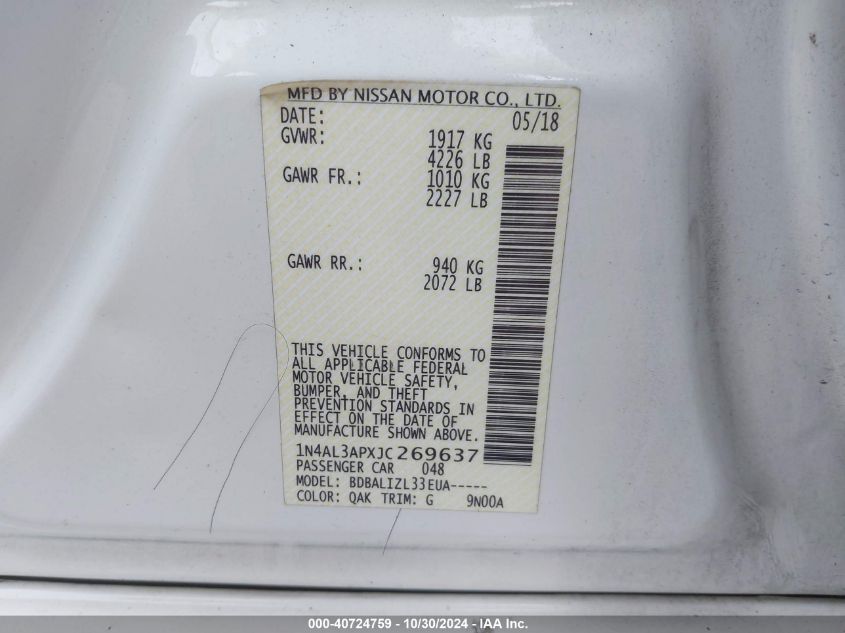 MFD BY NISSAN MOTOR CO., LTD.
DATE: 05/18
GVWR: 1917 KG
4226 LB
GAWR FR.: 1010 KG
2227 LB
GAWR RR.: 940 KG
2072 LB
THIS VEHICLE CONFORMS TO
ALL APPLICABLE FEDERAL
MOTOR VEHICLE SAFETY,
BUMPER, AND THEFT
PREVENTION STANDARDS IN
EFFECT ON THE DATE OF
MANUFACTURE SHOWN ABOVE.
1N4AL3APXJC269637
PASSENGER CAR 048
MODEL: BDBALIZL33EUA-----
COLOR: QAK TRIM: G 9N00A
000-40724759 - 10/30/2024 - IAA Inc.